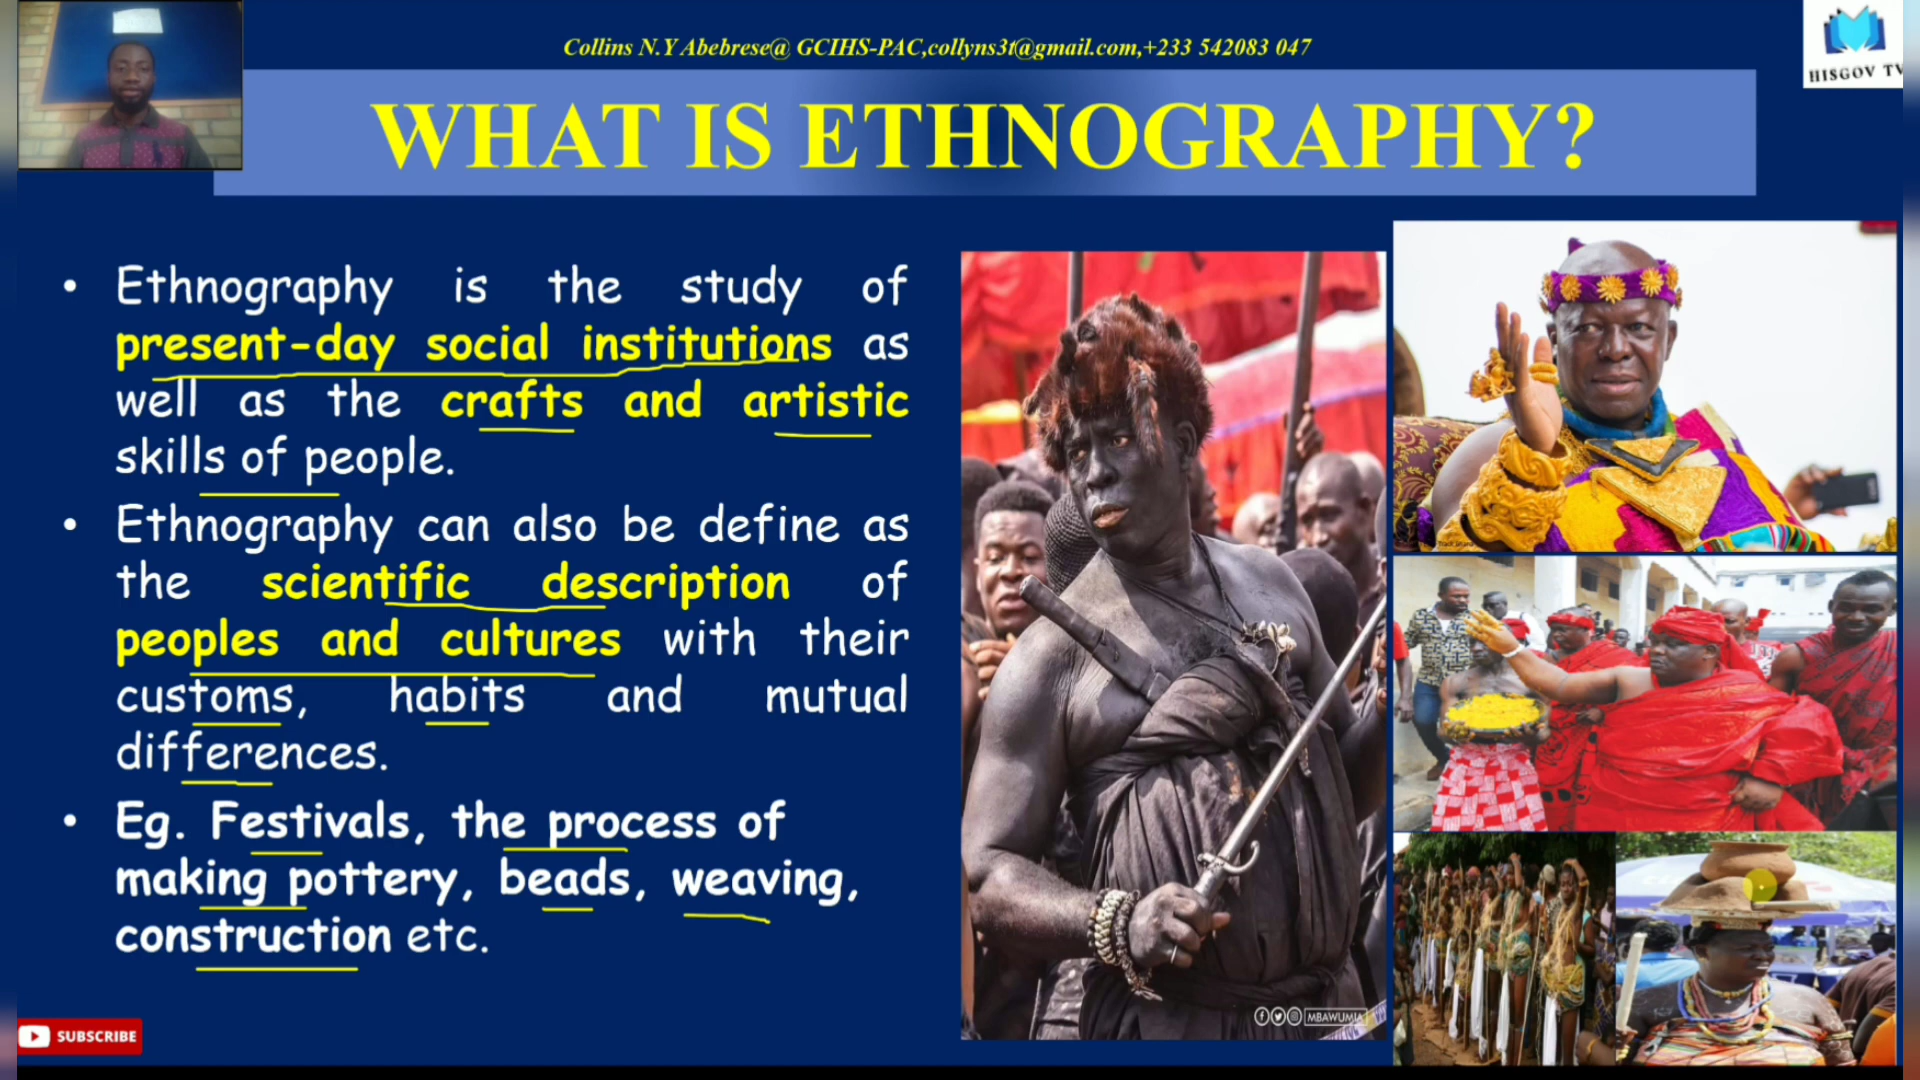 Collins N.Y Abebrese@ GCIHS-PAC,collyns3t@gmail.com,+233 542083 047
HISGOV TV
WHAT IS ETHNOGRAPHY?
• Ethnography is the study of
present-day social institutions as
well as the crafts and artistic
skills of people.
• Ethnography can also be define as
the scientific description of
peoples and cultures with their
customs, habits and mutual
differences.
• Eg. Festivals, the process of
making pottery, beads, weaving,
construction etc.
MBAWUMIA
SUBSCRIBE